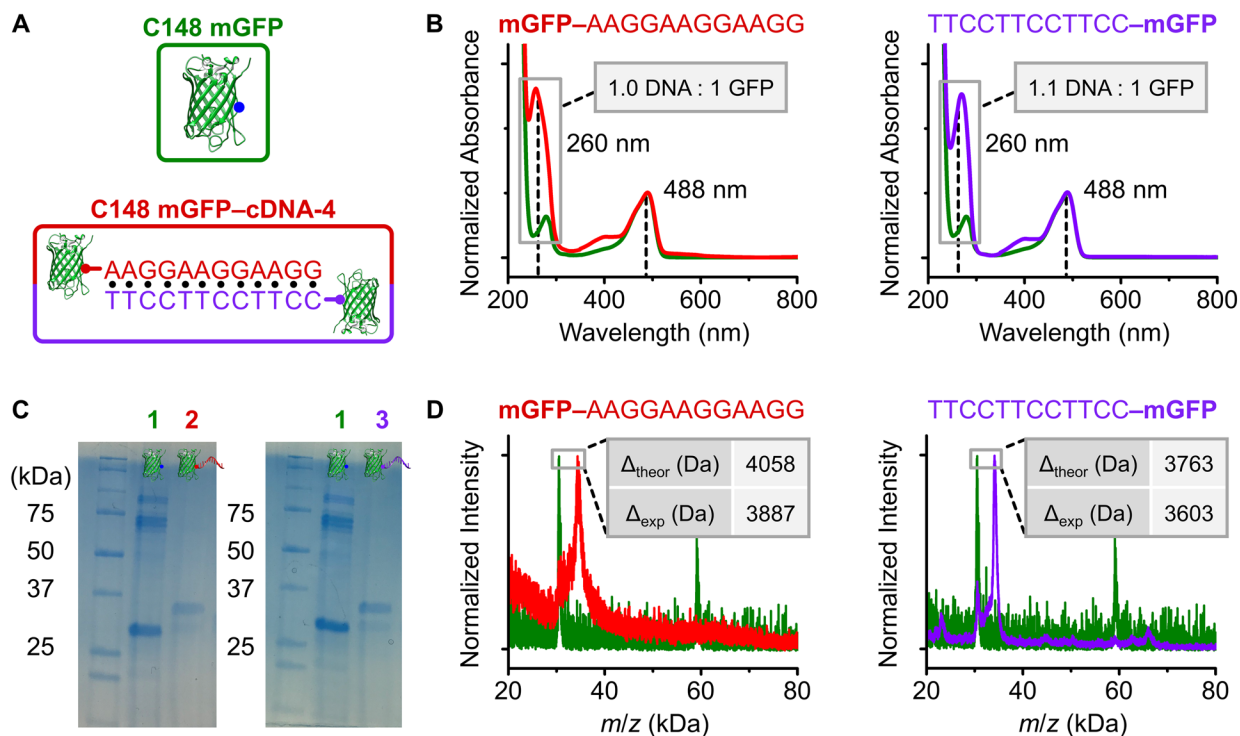 A
C148 mGFP
C148 mGFP–cDNA-4
AAGGAAGGAAGG
TTCCTTCCTTCC
B
mGFP–AAGGAAGGAAGG
Normalized Absorbance
1.0 DNA : 1 GFP
260 nm
488 nm
200 400 600 800
Wavelength (nm)
TTCCTTCCTTCC–mGFP
Normalized Absorbance
1.1 DNA : 1 GFP
260 nm
488 nm
200 400 600 800
Wavelength (nm)
C
1 2
(kDa)
75
50
37
25
1 3
75
50
37
25
D
mGFP–AAGGAAGGAAGG
Normalized Intensity
Δtheor (Da) 4058
Δexp (Da) 3887
20 40 60 80
m/z (kDa)
TTCCTTCCTTCC–mGFP
Normalized Intensity
Δtheor (Da) 3763
Δexp (Da) 3603
20 40 60 80
m/z (kDa)